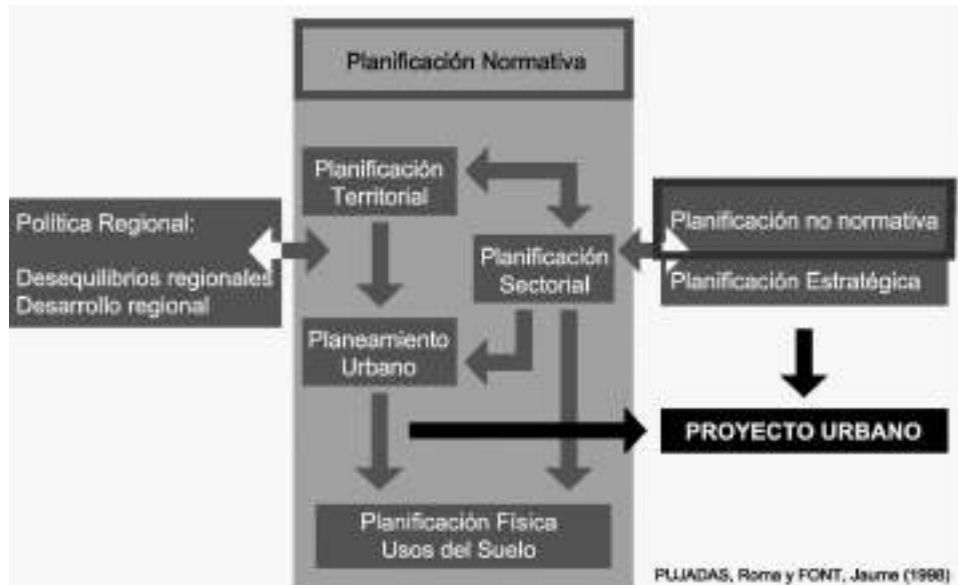 Planificación Normativa
Planificación
Territorial
Política Regional:
Desequilibrios regionales
Desarrollo regional
Planificación
Sectorial
Planificación no normativa
Planificación Estratégica
Planeamiento
Urbano
PROYECTO URBANO
Planificación Física
Usos del Suelo
PUJADAS, Roma y FONT, Jaume (1998)